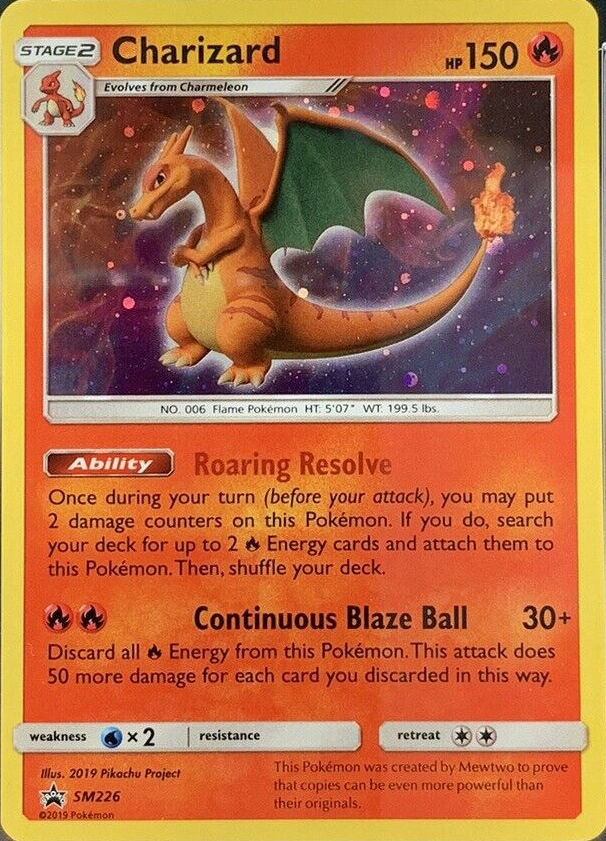 STAGE2 Charizard HP150
Evolves from Charmeleon
NO. 006 Flame Pokémon HT: 5'07" WT: 199.5 lbs.
Ability Roaring Resolve
Once during your turn (before your attack), you may put
2 damage counters on this Pokémon. If you do, search
your deck for up to 2 Energy cards and attach them to
this Pokémon. Then, shuffle your deck.
Continuous Blaze Ball 30+
Discard all Energy from this Pokémon. This attack does
50 more damage for each card you discarded in this way.
weakness ×2 resistance retreat
Illus. 2019 Pikachu Project
PROMO SM226
©2019 Pokémon
This Pokémon was created by Mewtwo to prove
that copies can be even more powerful than
their originals.